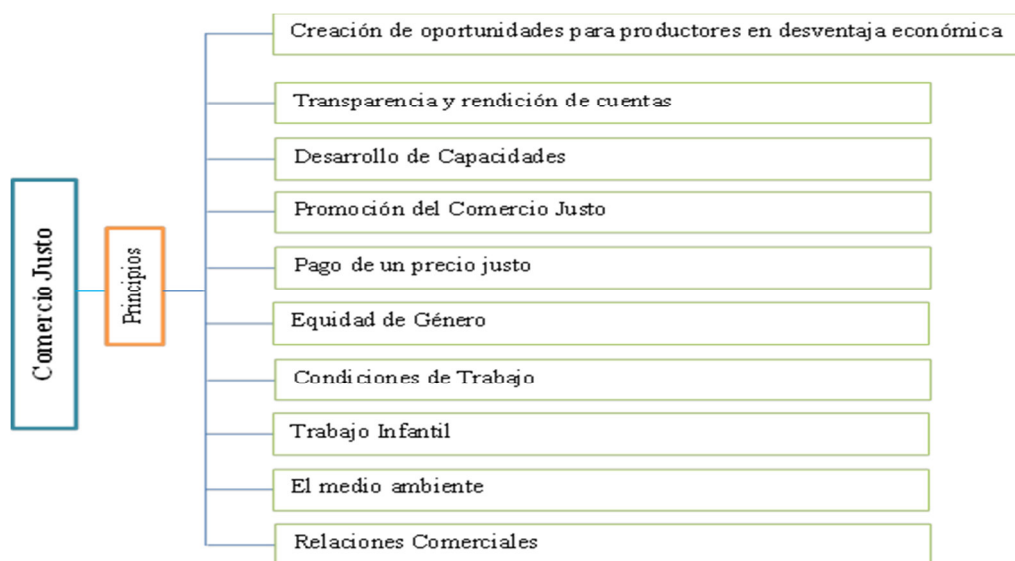 Comercio Justo
Principios
Creación de oportunidades para productores en desventaja económica
Transparencia y rendición de cuentas
Desarrollo de Capacidades
Promoción del Comercio Justo
Pago de un precio justo
Equidad de Género
Condiciones de Trabajo
Trabajo Infantil
El medio ambiente
Relaciones Comerciales